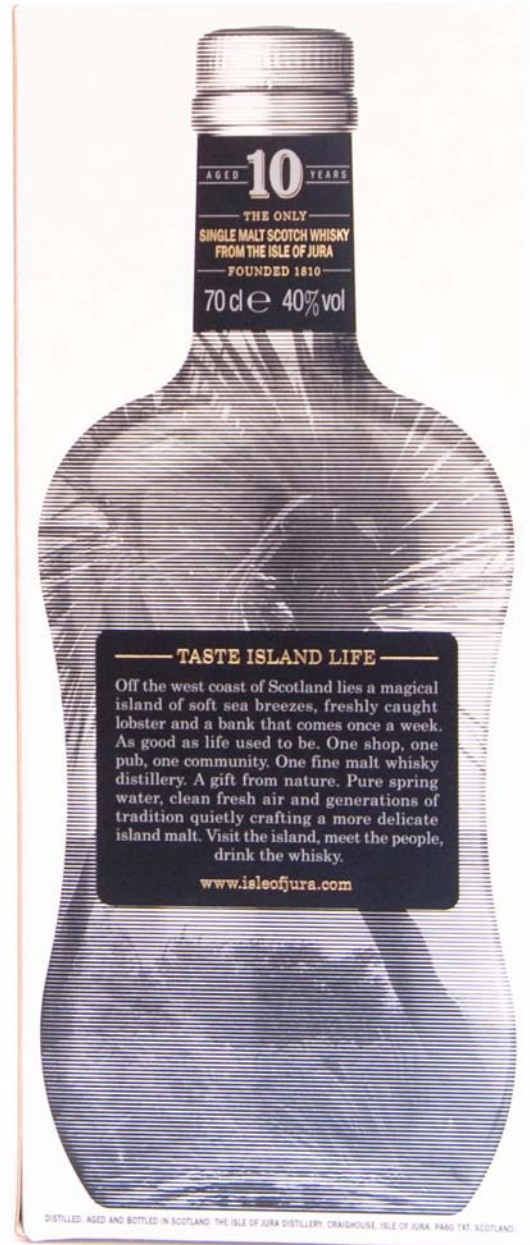 AGED 10 YEARS
THE ONLY
SINGLE MALT SCOTCH WHISKY
FROM THE ISLE OF JURA
FOUNDED 1810
70 cl ℮ 40% vol
TASTE ISLAND LIFE
Off the west coast of Scotland lies a magical
island of soft sea breezes, freshly caught
lobster and a bank that comes once a week.
As good as life used to be. One shop, one
pub, one community. One fine malt whisky
distillery. A gift from nature. Pure spring
water, clean fresh air and generations of
tradition quietly crafting a more delicate
island malt. Visit the island, meet the people,
drink the whisky.
www.isleofjura.com
DISTILLED, AGED AND BOTTLED IN SCOTLAND. THE ISLE OF JURA DISTILLERY, CRAIGHOUSE, ISLE OF JURA, PA60 7XT, SCOTLAND